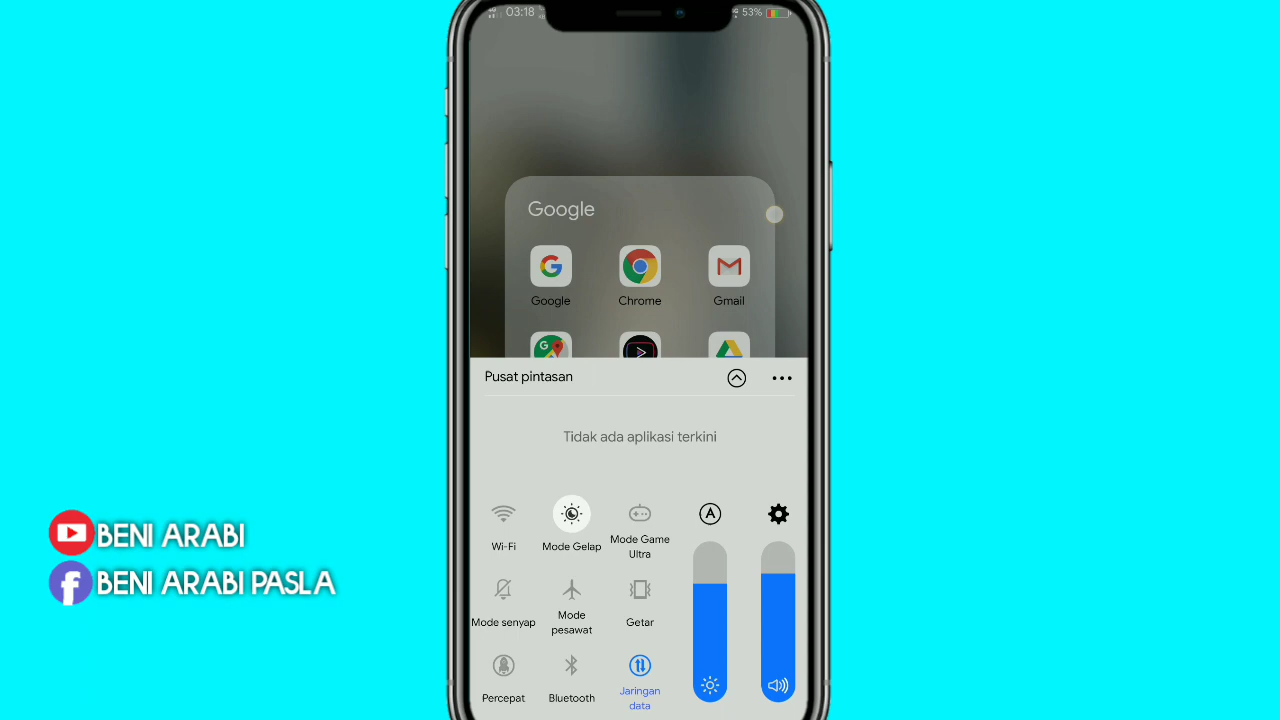 03:18
53%
Google
Google
Chrome
Gmail
Pusat pintasan
Tidak ada aplikasi terkini
A
Wi-Fi
Mode Gelap
Mode Game
Ultra
Mode senyap
Mode
pesawat
Getar
Percepat
Bluetooth
Jaringan
data
BENI ARABI
BENI ARABI PASLA